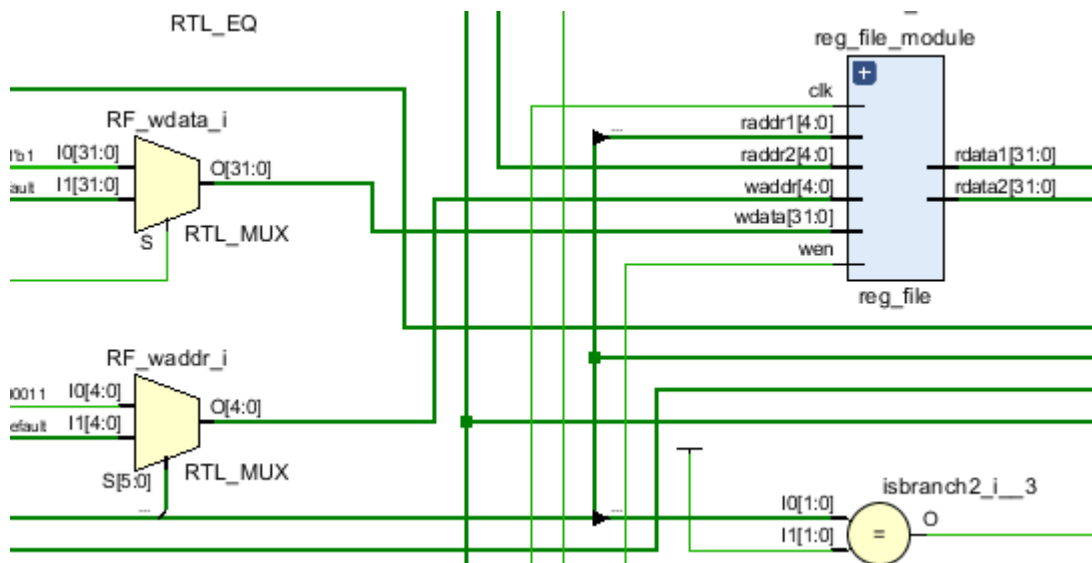 RTL_EQ
reg_file_module
clk
raddr1[4:0]
raddr2[4:0]
waddr[4:0]
wdata[31:0]
wen
rdata1[31:0]
rdata2[31:0]
reg_file
RF_wdata_i
I0[31:0]
I1[31:0]
O[31:0]
S
RTL_MUX
RF_waddr_i
I0[4:0]
I1[4:0]
O[4:0]
S[5:0]
RTL_MUX
...
...
...
isbranch2_i__3
I0[1:0]
I1[1:0]
=
O